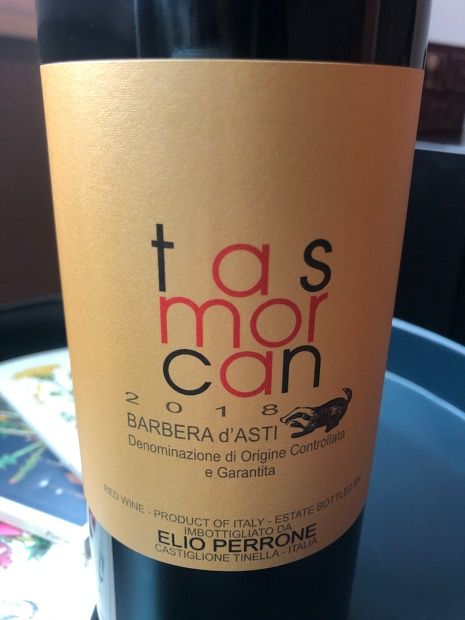 tas
mor
can
2018
BARBERA d'ASTI
Denominazione di Origine Controllata
e Garantita
RED WINE - PRODUCT OF ITALY - ESTATE BOTTLED BY
IMBOTTIGLIATO DA
ELIO PERRONE
CASTIGLIONE TINELLA - ITALIA